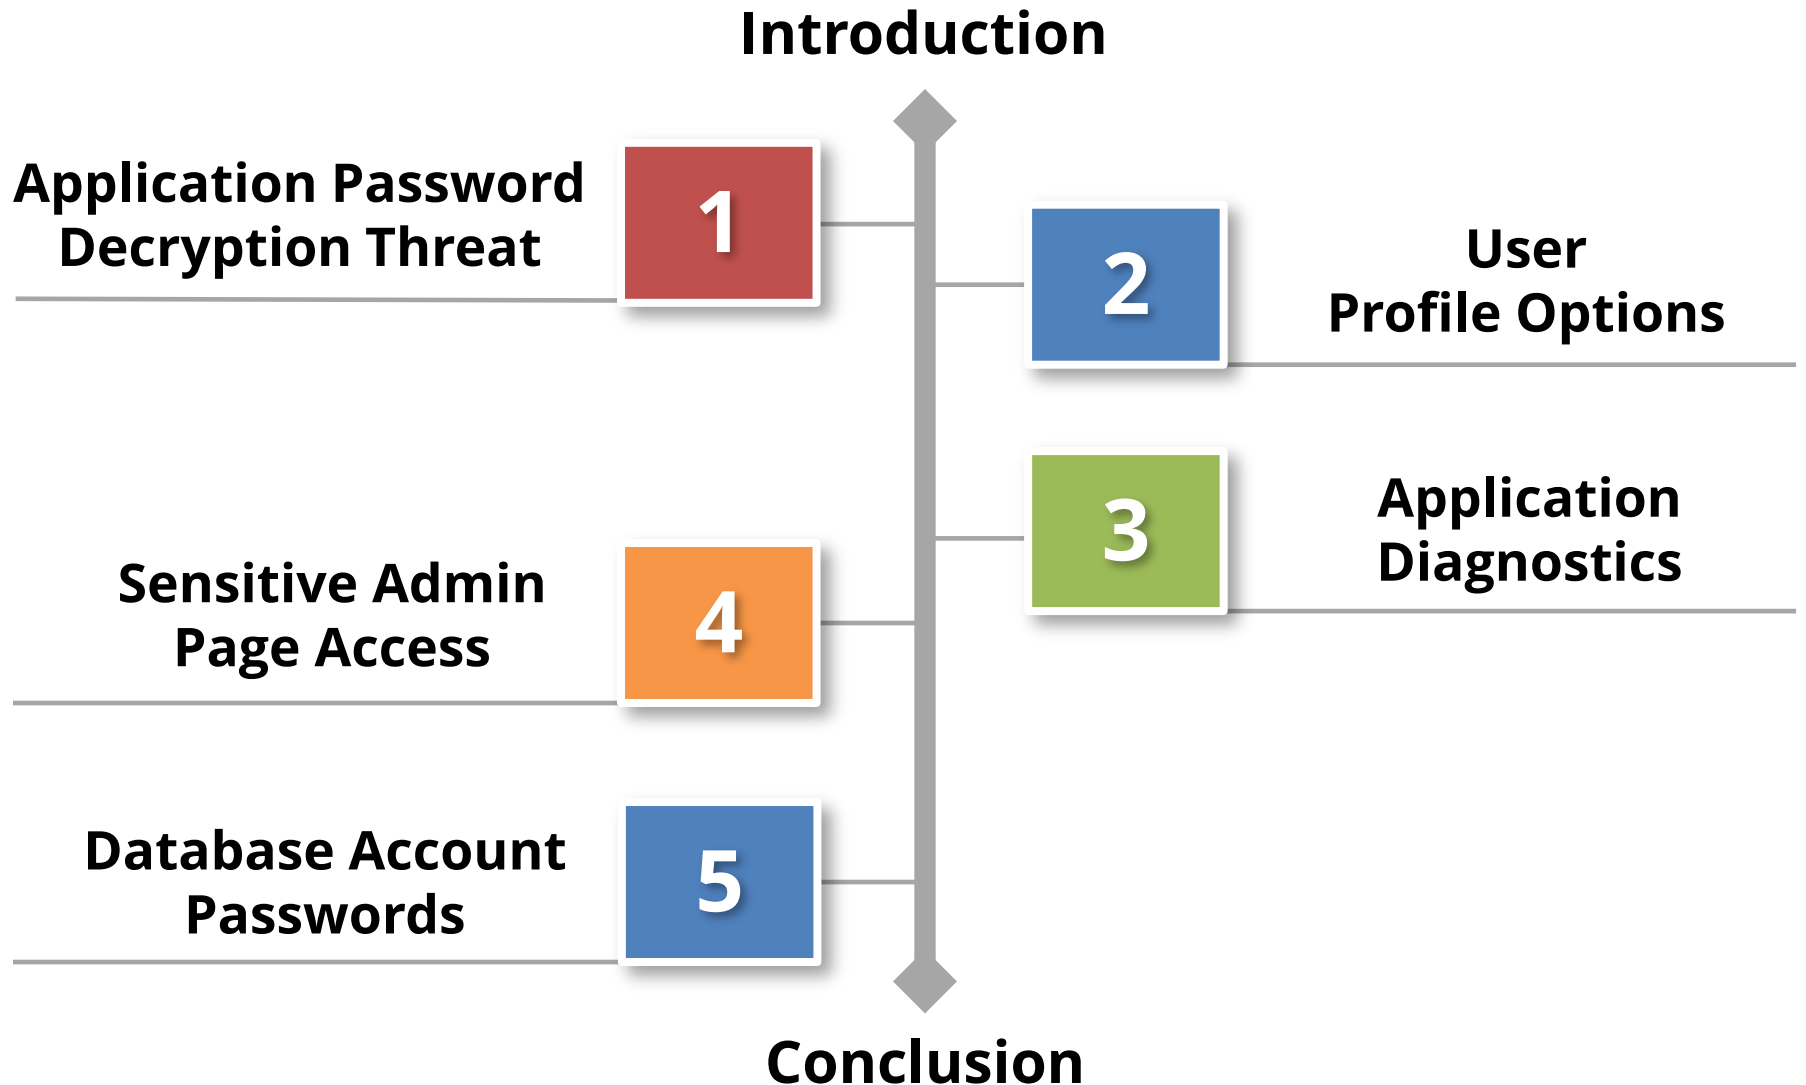 Introduction
Application Password
Decryption Threat
1
2
User
Profile Options
3
Application
Diagnostics
Sensitive Admin
Page Access
4
Database Account
Passwords
5
Conclusion